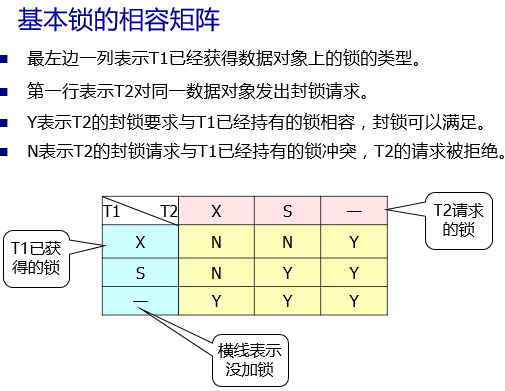 基本锁的相容矩阵
最左边一列表示T1已经获得数据对象上的锁的类型。
第一行表示T2对同一数据对象发出封锁请求。
Y表示T2的封锁要求与T1已经持有的锁相容，封锁可以满足。
N表示T2的封锁请求与T1已经持有的锁冲突，T2的请求被拒绝。
T1 T2 X S —
X N N Y
S N Y Y
— Y Y Y
T2请求
的锁
T1已获
得的锁
横线表示
没加锁